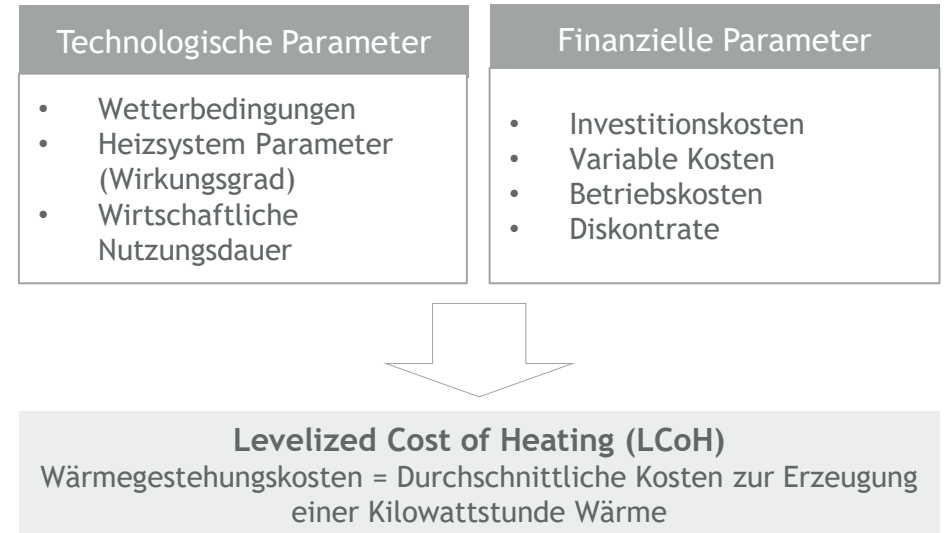 Technologische Parameter
• Wetterbedingungen
• Heizsystem Parameter
(Wirkungsgrad)
• Wirtschaftliche
Nutzungsdauer
Finanzielle Parameter
• Investitionskosten
• Variable Kosten
• Betriebskosten
• Diskontrate
Levelized Cost of Heating (LCoH)
Wärmegestehungskosten = Durchschnittliche Kosten zur Erzeugung
einer Kilowattstunde Wärme